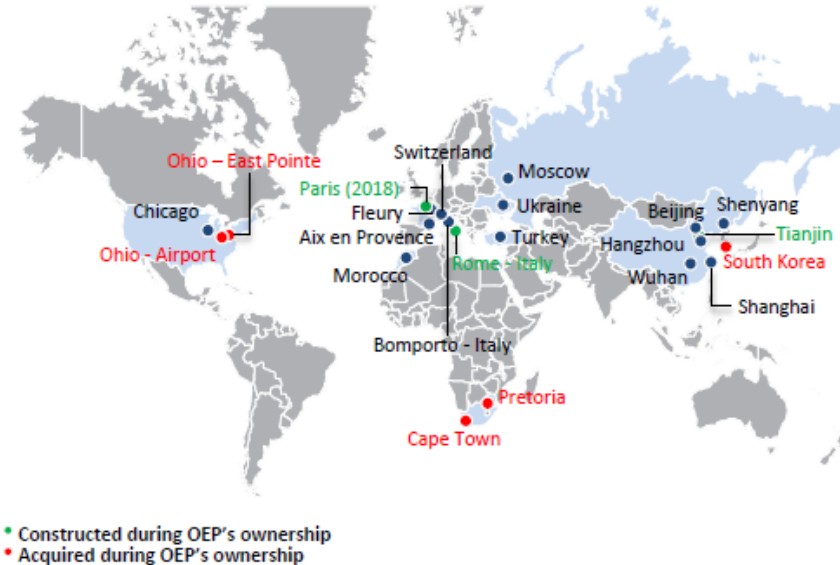 Ohio – East Pointe
Switzerland
Moscow
Paris (2018)
Chicago
Fleury
Ukraine
Beijing
Shenyang
Aix en Provence
Turkey
Hangzhou
Tianjin
Ohio - Airport
Rome - Italy
South Korea
Morocco
Wuhan
Shanghai
Bomporto - Italy
Pretoria
Cape Town
• Constructed during OEP's ownership
• Acquired during OEP's ownership